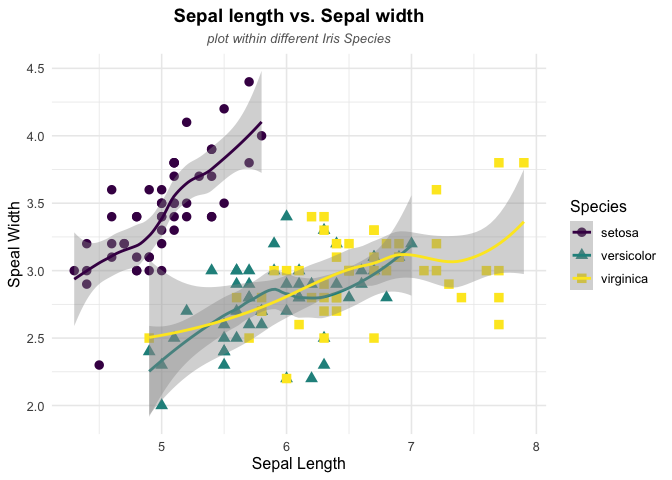 Sepal length vs. Sepal width
plot within different Iris Species
4.5
4.0
3.5
3.0
2.5
2.0
Speal Width
5
6
7
8
Sepal Length
Species
setosa
versicolor
virginica